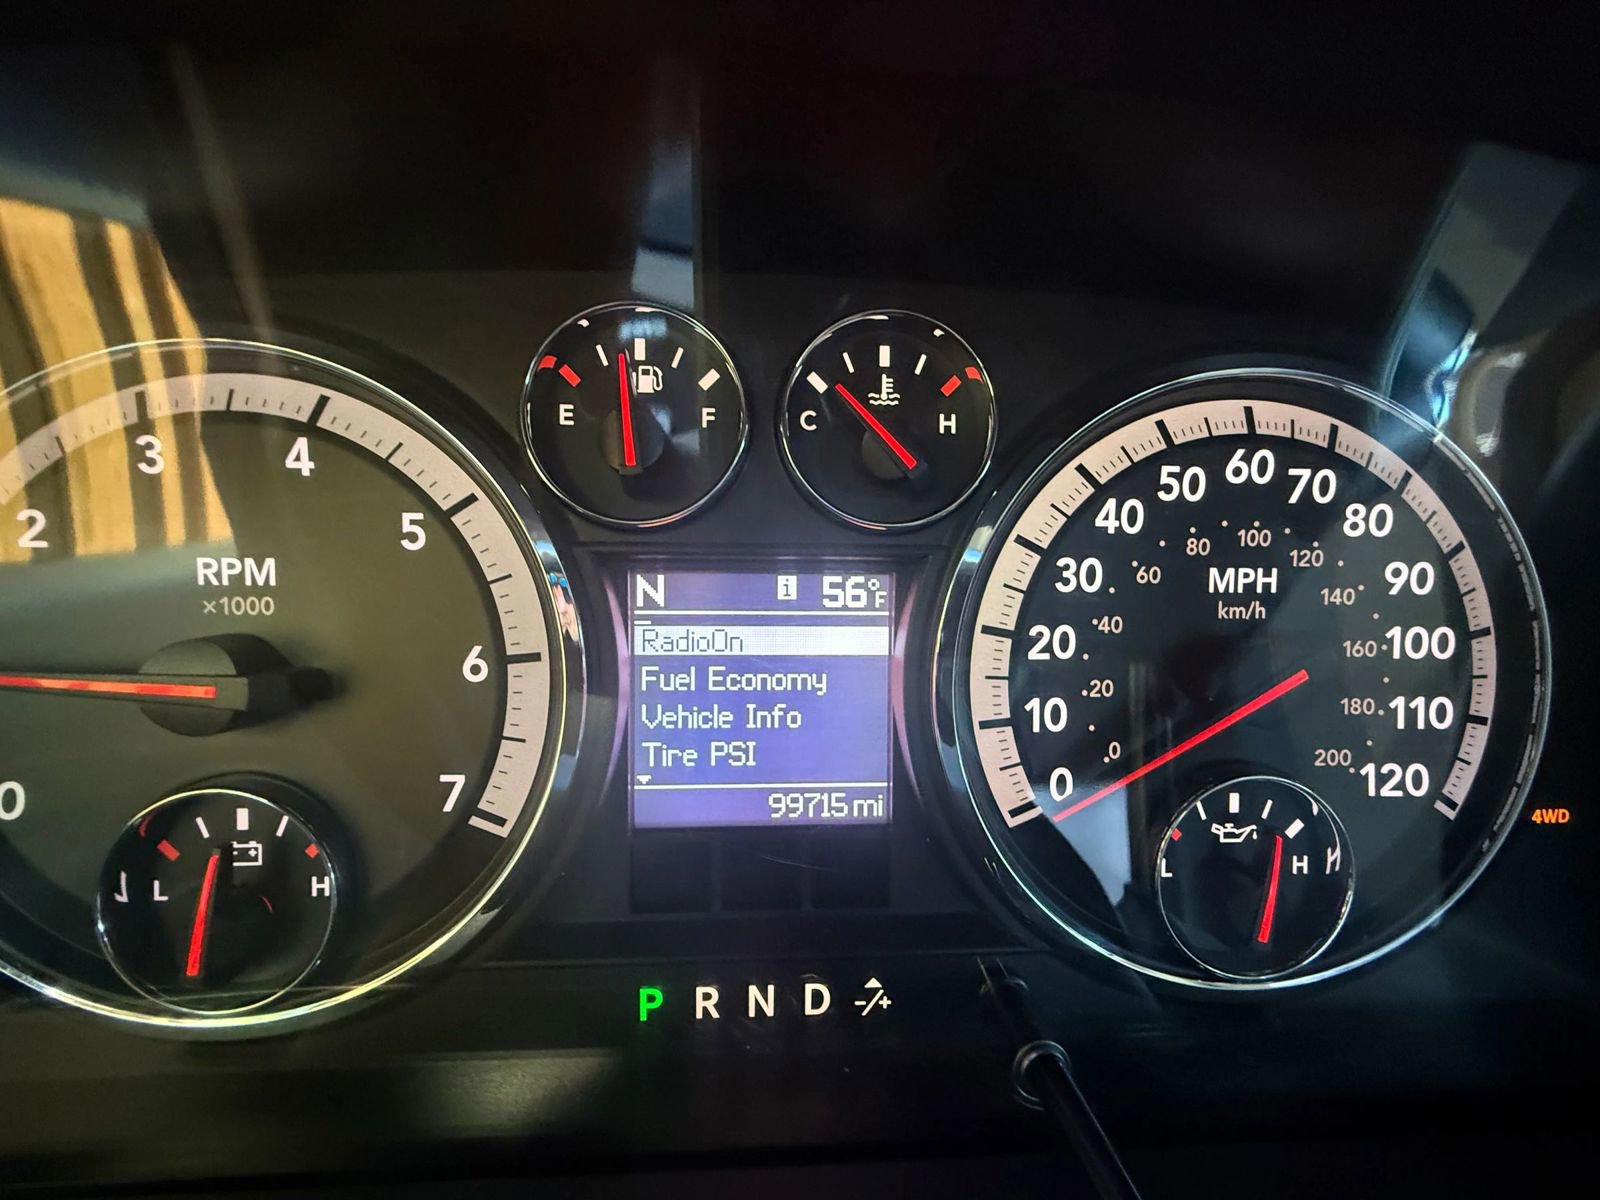 E F
C H
2 3 4 5 6 7
0
RPM
×1000
L H
N i 56°F
RadioOn
Fuel Economy
Vehicle Info
Tire PSI
99715 mi
0 10 20 30 40 50 60 70 80 90 100 110 120
MPH
km/h
0 20 40 60 80 100 120 140 160 180 200
L H
4WD
P R N D -/+